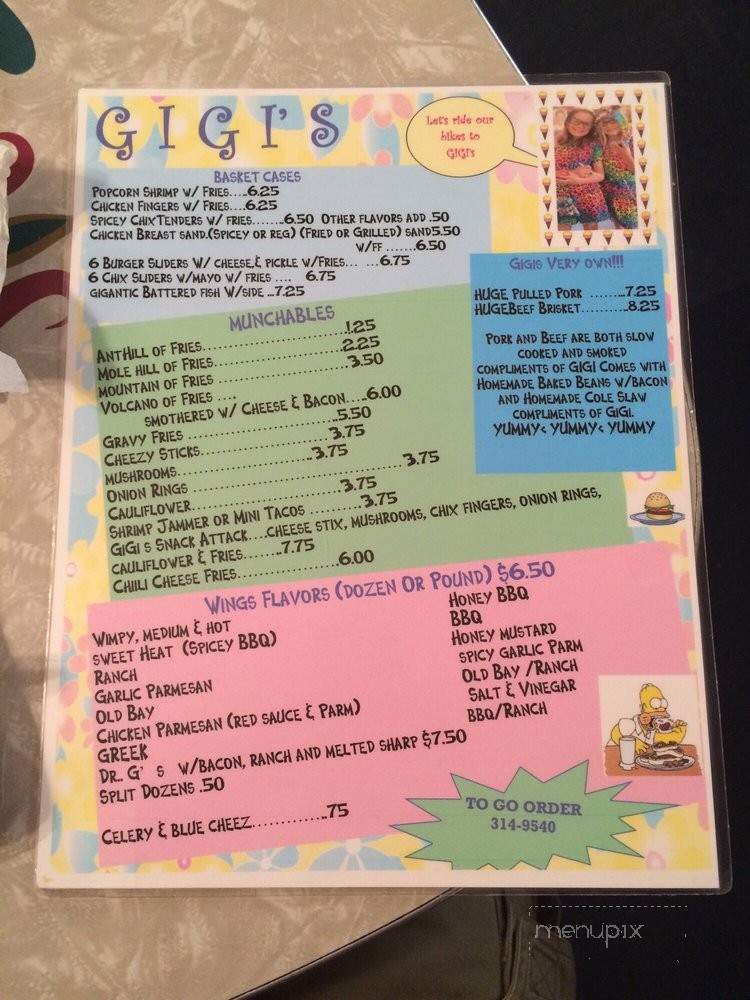 GIGI'S
Let's ride our
bikes to
GIGI's
BASKET CASES
POPCORN SHRIMP W/ FRIES....6.25
CHICKEN FINGERS W/ FRIES....6.25
SPICEY CHIXTENDERS W/ FRIES.......6.50 OTHER FLAVORS ADD .50
CHICKEN BREAST SAND.(SPICEY OR REG) (FRIED OR GRILLED) SAND5.50
W/FF .......6.50
6 BURGER SLIDERS W/ CHEESE& PICKLE W/FRIES... ...6.75
6 CHIX SLIDERS W/MAYO W/ FRIES .... 6.75
GIGANTIC BATTERED FISH W/SIDE ..7.25
GIGIS VERY OWN!!!
HUGE PULLED PORK ........7.25
HUGEBEEF BRISKET............8.25
PORK AND BEEF ARE BOTH SLOW
COOKED AND SMOKED
COMPLIMENTS OF GIGI COMES WITH
HOMEMADE BAKED BEANS W/BACON
AND HOMEMADE COLE SLAW
COMPLIMENTS OF GIGI.
YUMMY< YUMMY< YUMMY
MUNCHABLES
ANTHILL OF FRIES..........................1.25
MOLE HILL OF FRIES.......................2.25
MOUNTAIN OF FRIES ........................3.50
VOLCANO OF FRIES ....
SMOTHERED W/ CHEESE & BACON....6.00
GRAVY FRIES ..........................5.50
CHEEZY STICKS.......................3.75
MUSHROOMS........................3.75
ONION RINGS ....................................3.75
CAULIFLOWER.........................3.75
SHRIMP JAMMER OR MINI TACOS ..........3.75
GIGI S SNACK ATTACK....CHEESE STIX, MUSHROOMS, CHIX FINGERS, ONION RINGS,
CAULIFLOWER & FRIES.......7.75
CHILI CHEESE FRIES..................6.00
WINGS FLAVORS (DOZEN OR POUND) $6.50
WIMPY, MEDIUM & HOT
SWEET HEAT (SPICEY BBQ)
RANCH
GARLIC PARMESAN
OLD BAY
CHICKEN PARMESAN (RED SAUCE & PARM)
GREEK
DR.. G' S W/BACON, RANCH AND MELTED SHARP $7.50
SPLIT DOZENS .50
CELERY & BLUE CHEEZ.............75
HONEY BBQ
BBQ
HONEY MUSTARD
SPICY GARLIC PARM
OLD BAY /RANCH
SALT & VINEGAR
BBQ/RANCH
TO GO ORDER
314-9540
menupix